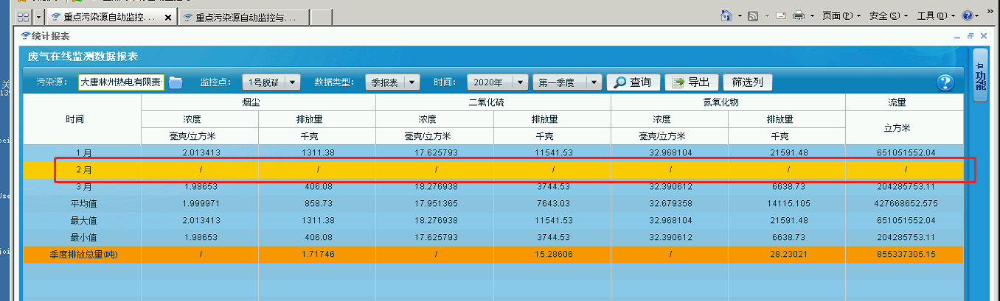 重点污染源自动监控... × 重点污染源自动监控与... 页面(P) 安全(S) 工具(O) »
统计报表
废气在线监测数据报表
污染源: 大唐林州热电有限责 监控点: 1号脱硫 数据类型: 季报表 时间: 2020年 第一季度 查询 导出 筛选列 ?
功能
时间 烟尘 二氧化硫 氮氧化物 流量
浓度 排放量 浓度 排放量 浓度 排放量 立方米
毫克/立方米 千克 毫克/立方米 千克 毫克/立方米 千克
1 月 2.013413 1311.38 17.625793 11541.53 32.968104 21591.48 651051552.04
2 月 / / / / / / /
3 月 1.98653 406.08 18.276938 3744.51 32.390612 6638.73 204285753.11
平均值 1.999971 858.73 17.951365 7643.03 32.679358 14115.105 427668652.575
最大值 2.013413 1311.38 18.276938 11541.53 32.968104 21591.48 651051552.04
最小值 1.98653 406.08 17.625793 3744.51 32.390612 6638.73 204285753.11
季度排放总量(吨) / 1.71746 / 15.28606 / 28.23021 855337305.15